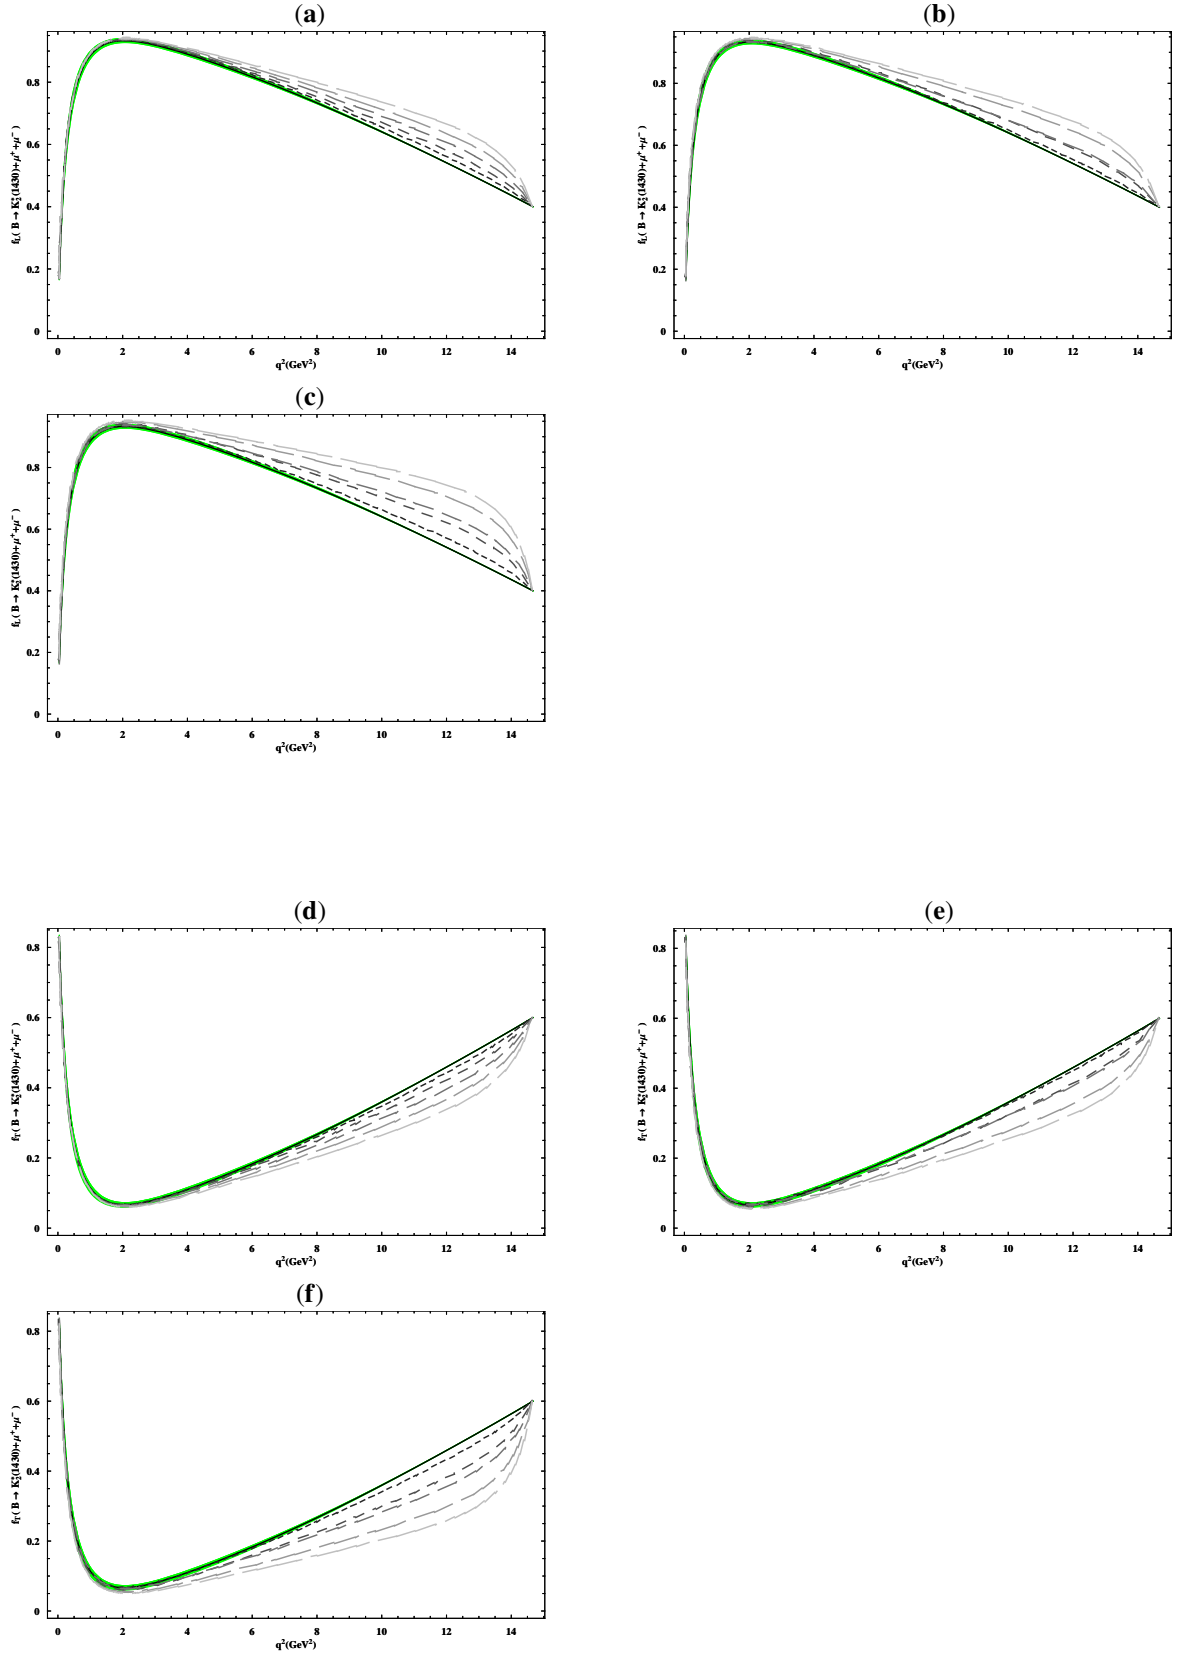 (a)
f_L( B → K_2^*(1430)+μ^+ +μ^- )
0.8
0.6
0.4
0.2
0
0 2 4 6 8 10 12 14
q^2(GeV^2)
(b)
f_L( B → K_2^*(1430)+μ^+ +μ^- )
0.8
0.6
0.4
0.2
0
0 2 4 6 8 10 12 14
q^2(GeV^2)
(c)
f_L( B → K_2^*(1430)+μ^+ +μ^- )
0.8
0.6
0.4
0.2
0
0 2 4 6 8 10 12 14
q^2(GeV^2)
(d)
f_T( B → K_2^*(1430)+μ^+ +μ^- )
0.8
0.6
0.4
0.2
0
0 2 4 6 8 10 12 14
q^2(GeV^2)
(e)
f_T( B → K_2^*(1430)+μ^+ +μ^- )
0.8
0.6
0.4
0.2
0
0 2 4 6 8 10 12 14
q^2(GeV^2)
(f)
f_T( B → K_2^*(1430)+μ^+ +μ^- )
0.8
0.6
0.4
0.2
0
0 2 4 6 8 10 12 14
q^2(GeV^2)